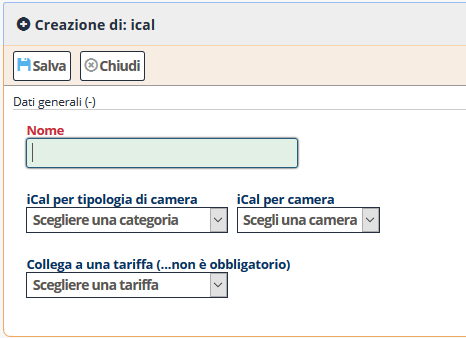 Creazione di: ical
Salva Chiudi
Dati generali (-)
Nome
iCal per tipologia di camera iCal per camera
Scegliere una categoria Scegli una camera
Collega a una tariffa (...non è obbligatorio)
Scegliere una tariffa